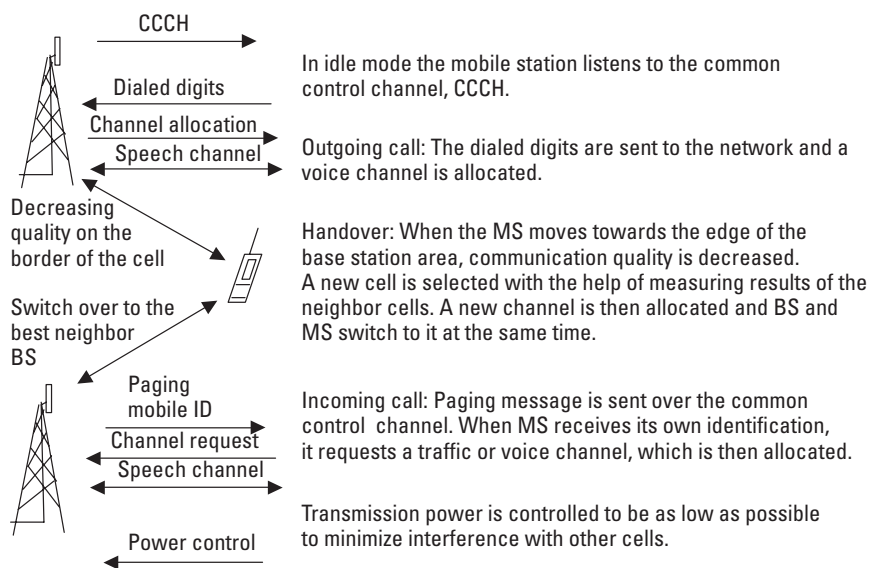 CCCH
In idle mode the mobile station listens to the common
control channel, CCCH.
Dialed digits
Channel allocation
Speech channel
Outgoing call: The dialed digits are sent to the network and a
voice channel is allocated.
Decreasing
quality on the
border of the cell
Handover: When the MS moves towards the edge of the
base station area, communication quality is decreased.
A new cell is selected with the help of measuring results of the
neighbor cells. A new channel is then allocated and BS and
MS switch to it at the same time.
Switch over to the
best neighbor
BS
Paging
mobile ID
Channel request
Speech channel
Incoming call: Paging message is sent over the common
control channel. When MS receives its own identification,
it requests a traffic or voice channel, which is then allocated.
Transmission power is controlled to be as low as possible
to minimize interference with other cells.
Power control